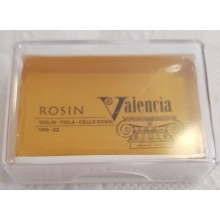 ROSIN
Valencia
VIOLIN - VIOLA - CELLO ROSIN